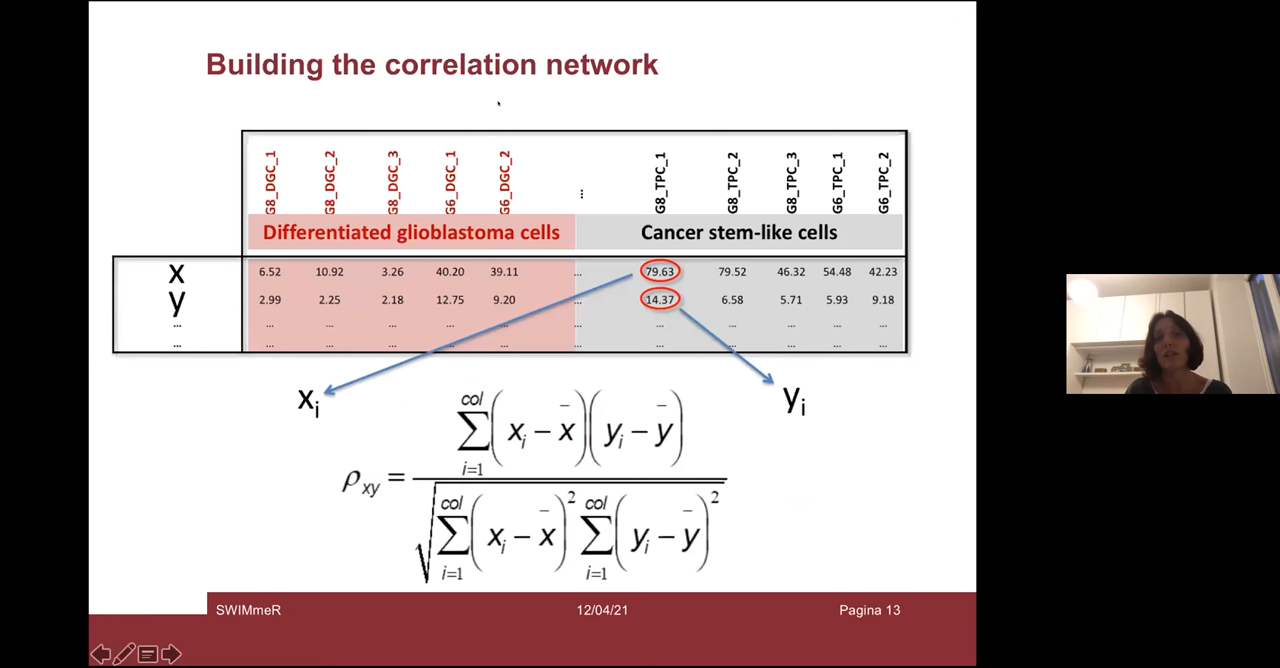 Building the correlation network
G8_DGC_1 G8_DGC_2 G8_DGC_3 G6_DGC_1 G6_DGC_2 ... G8_TPC_1 G8_TPC_2 G8_TPC_3 G6_TPC_1 G6_TPC_2
Differentiated glioblastoma cells Cancer stem-like cells
x 6.52 10.92 3.26 40.20 39.11 ... 79.63 79.52 46.32 54.48 42.23
y 2.99 2.25 2.18 12.75 9.20 ... 14.37 6.58 5.71 5.93 9.18
... ... ... ... ... ... ... ... ... ... ... ...
... ... ... ... ... ... ... ... ... ... ... ...
xᵢ yᵢ
ρxy = ∑(i=1, col) (xᵢ − x̄)(yᵢ − ȳ) / √(∑(i=1, col) (xᵢ − x̄)² ∑(i=1, col) (yᵢ − ȳ)²)
SWIMmeR 12/04/21 Pagina 13